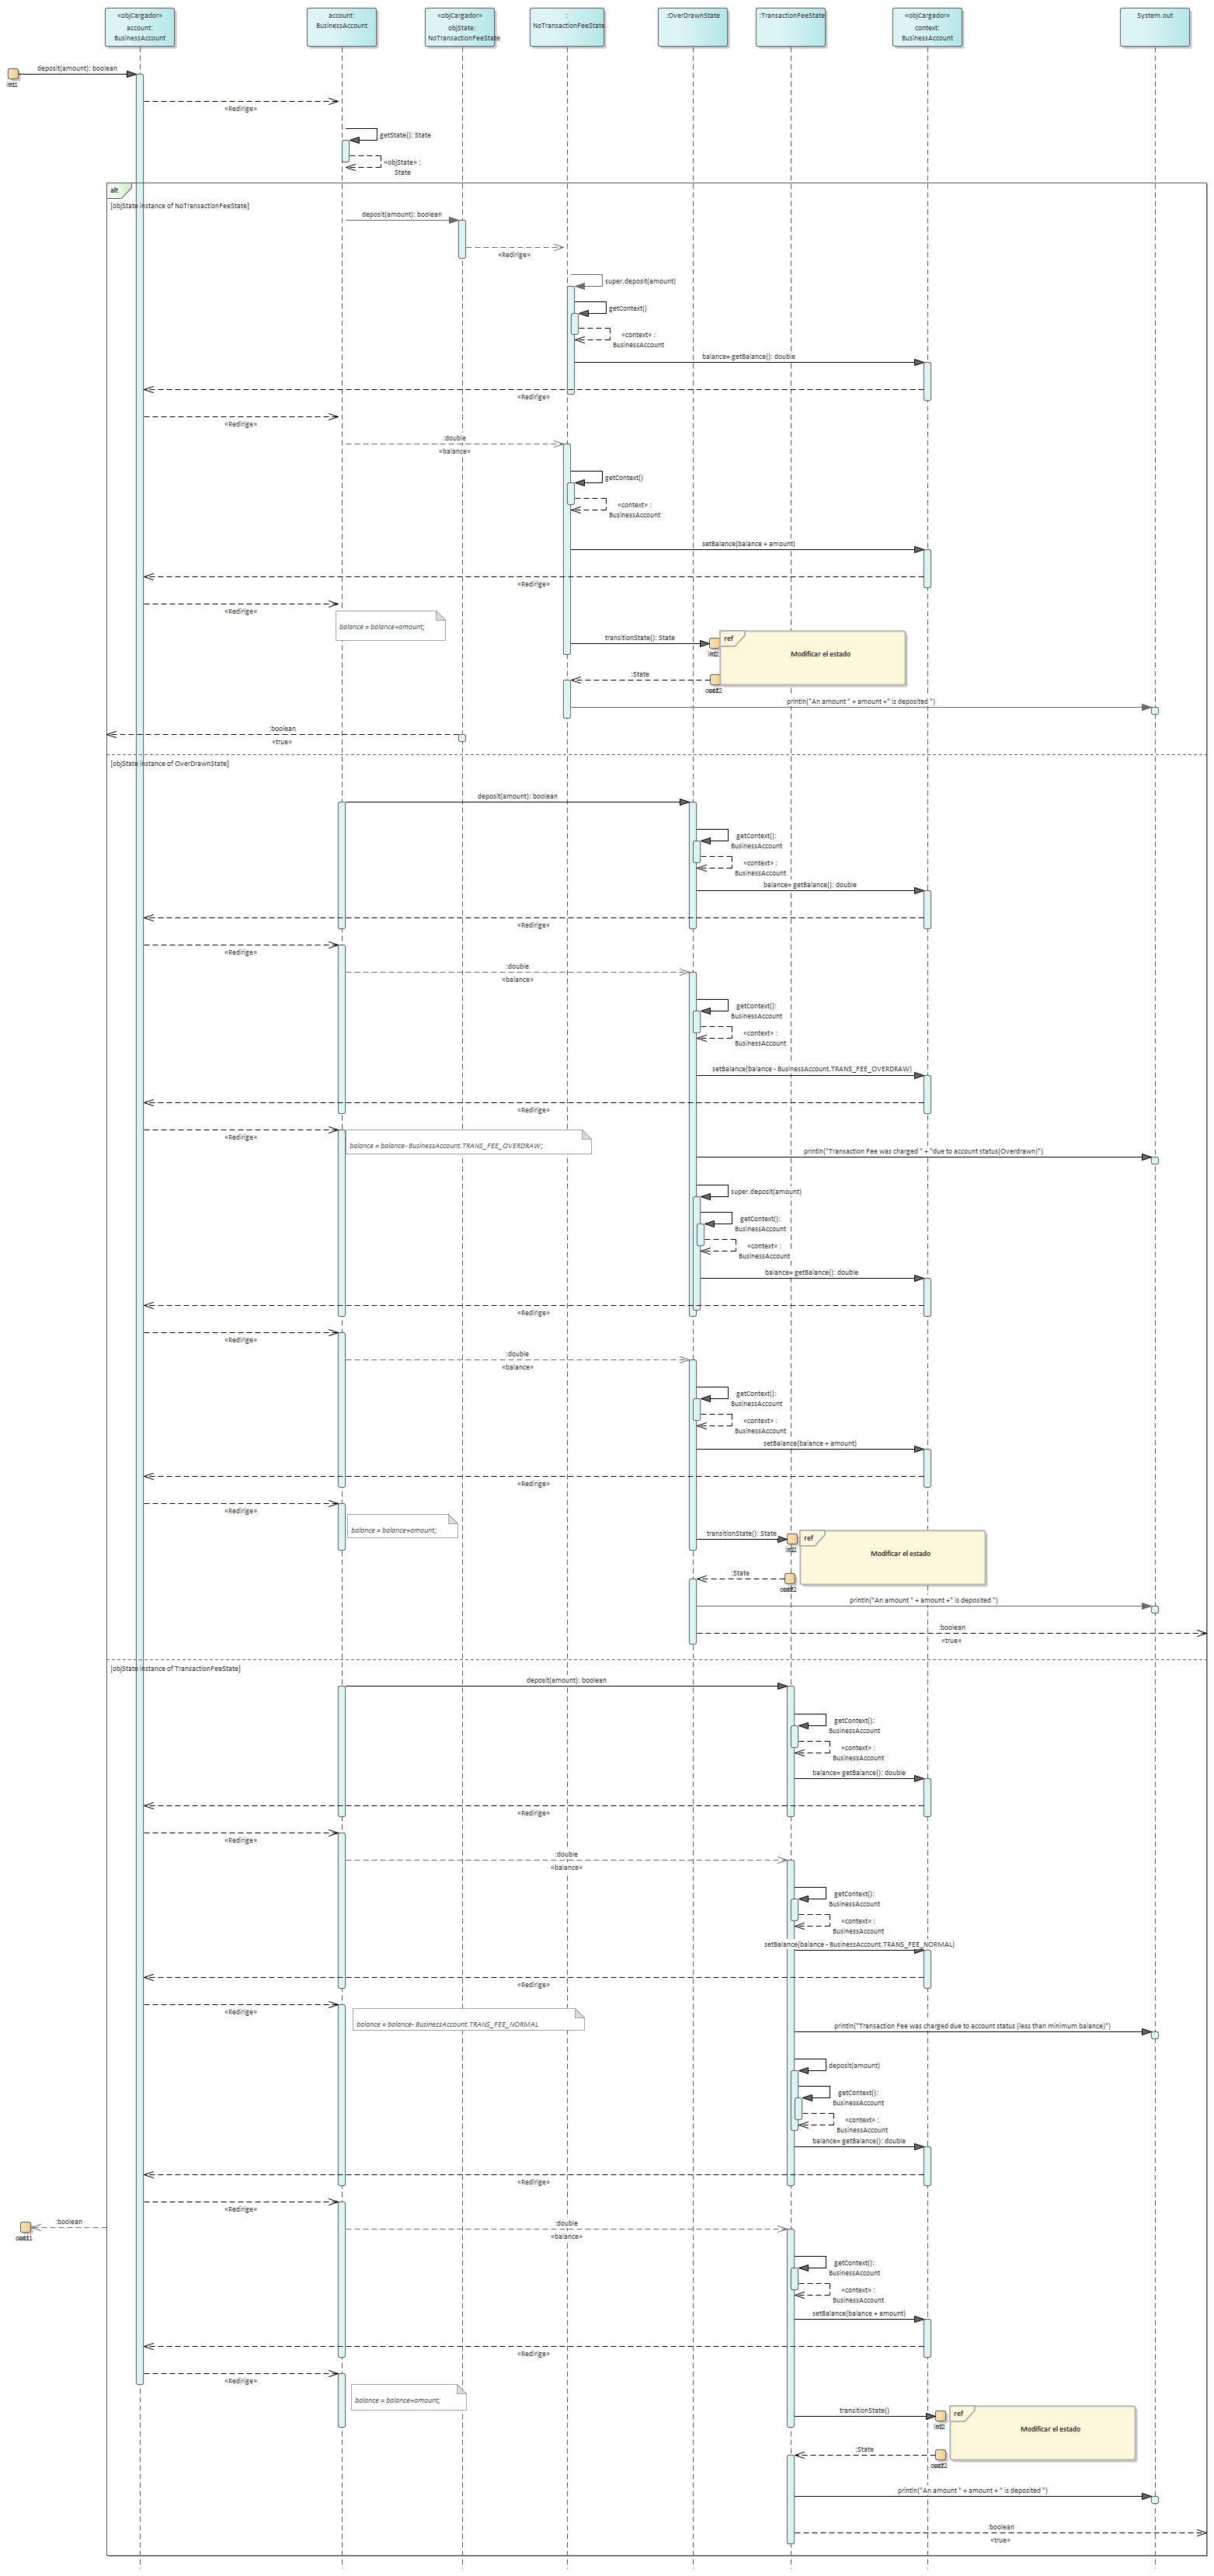 «objCargador»
account:
BusinessAccount
account:
BusinessAccount
«objCargador»
objState:
NoTransactionFeeState
:
NoTransactionFeeState
:OverDrawnState
:TransactionFeeState
«objCargador»
context:
BusinessAccount
System.out
deposit(amount): boolean
«Redirige»
getState(): State
«objState» :
State
alt
[objState instance of NoTransactionFeeState]
deposit(amount): boolean
«Redirige»
super.deposit(amount)
getContext()
«context» :
BusinessAccount
balance= getBalance(): double
«Redirige»
«Redirige»
:double
«balance»
getContext()
«context» :
BusinessAccount
setBalance(balance + amount)
«Redirige»
«Redirige»
balance = balance+amount;
transitionState(): State
ref
Modificar el estado
:State
println("An amount " + amount +" is deposited ")
:boolean
«true»
[objState instance of OverDrawnState]
deposit(amount): boolean
getContext():
BusinessAccount
«context» :
BusinessAccount
balance= getBalance(): double
«Redirige»
«Redirige»
:double
«balance»
getContext():
BusinessAccount
«context» :
BusinessAccount
setBalance(balance - BusinessAccount.TRANS_FEE_OVERDRAW)
«Redirige»
«Redirige»
balance = balance- BusinessAccount.TRANS_FEE_OVERDRAW;
println("Transaction Fee was charged " + "due to account status(Overdrawn)")
super.deposit(amount)
getContext():
BusinessAccount
«context» :
BusinessAccount
balance= getBalance(): double
«Redirige»
«Redirige»
:double
«balance»
getContext():
BusinessAccount
«context» :
BusinessAccount
setBalance(balance + amount)
«Redirige»
«Redirige»
balance = balance+amount;
transitionState(): State
ref
Modificar el estado
:State
println("An amount " + amount +" is deposited ")
:boolean
«true»
[objState instance of TransactionFeeState]
deposit(amount): boolean
getContext():
BusinessAccount
«context» :
BusinessAccount
balance= getBalance(): double
«Redirige»
«Redirige»
:double
«balance»
getContext():
BusinessAccount
«context» :
BusinessAccount
setBalance(balance - BusinessAccount.TRANS_FEE_NORMAL)
«Redirige»
«Redirige»
balance = balance- BusinessAccount.TRANS_FEE_NORMAL
println("Transaction Fee was charged due to account status (less than minimum balance)")
deposit(amount)
getContext():
BusinessAccount
«context» :
BusinessAccount
balance= getBalance(): double
«Redirige»
«Redirige»
:boolean
:double
«balance»
getContext():
BusinessAccount
«context» :
BusinessAccount
setBalance(balance + amount)
«Redirige»
«Redirige»
balance = balance+amount;
transitionState()
ref
Modificar el estado
:State
println("An amount " + amount + " is deposited ")
:boolean
«true»